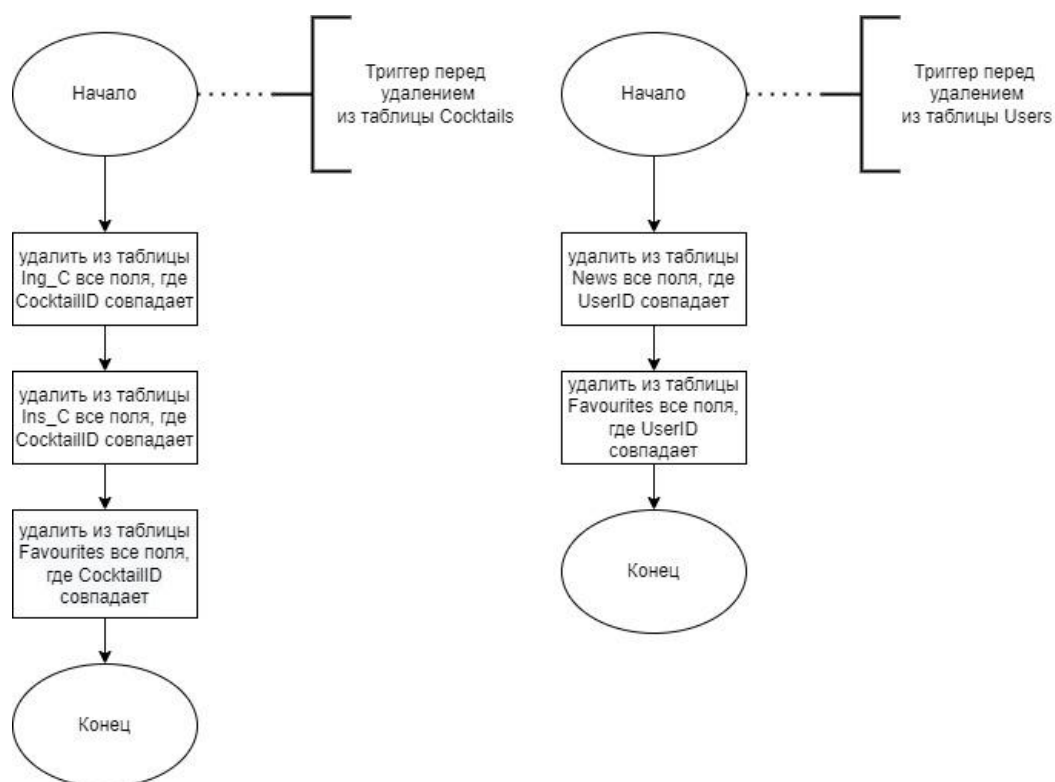 Начало
Триггер перед
удалением
из таблицы Cocktails
удалить из таблицы
Ing_C все поля, где
CocktailID совпадает
удалить из таблицы
Ins_C все поля, где
CocktailID совпадает
удалить из таблицы
Favourites все поля,
где CocktailID
совпадает
Конец
Начало
Триггер перед
удалением
из таблицы Users
удалить из таблицы
News все поля, где
UserID совпадает
удалить из таблицы
Favourites все поля,
где UserID
совпадает
Конец